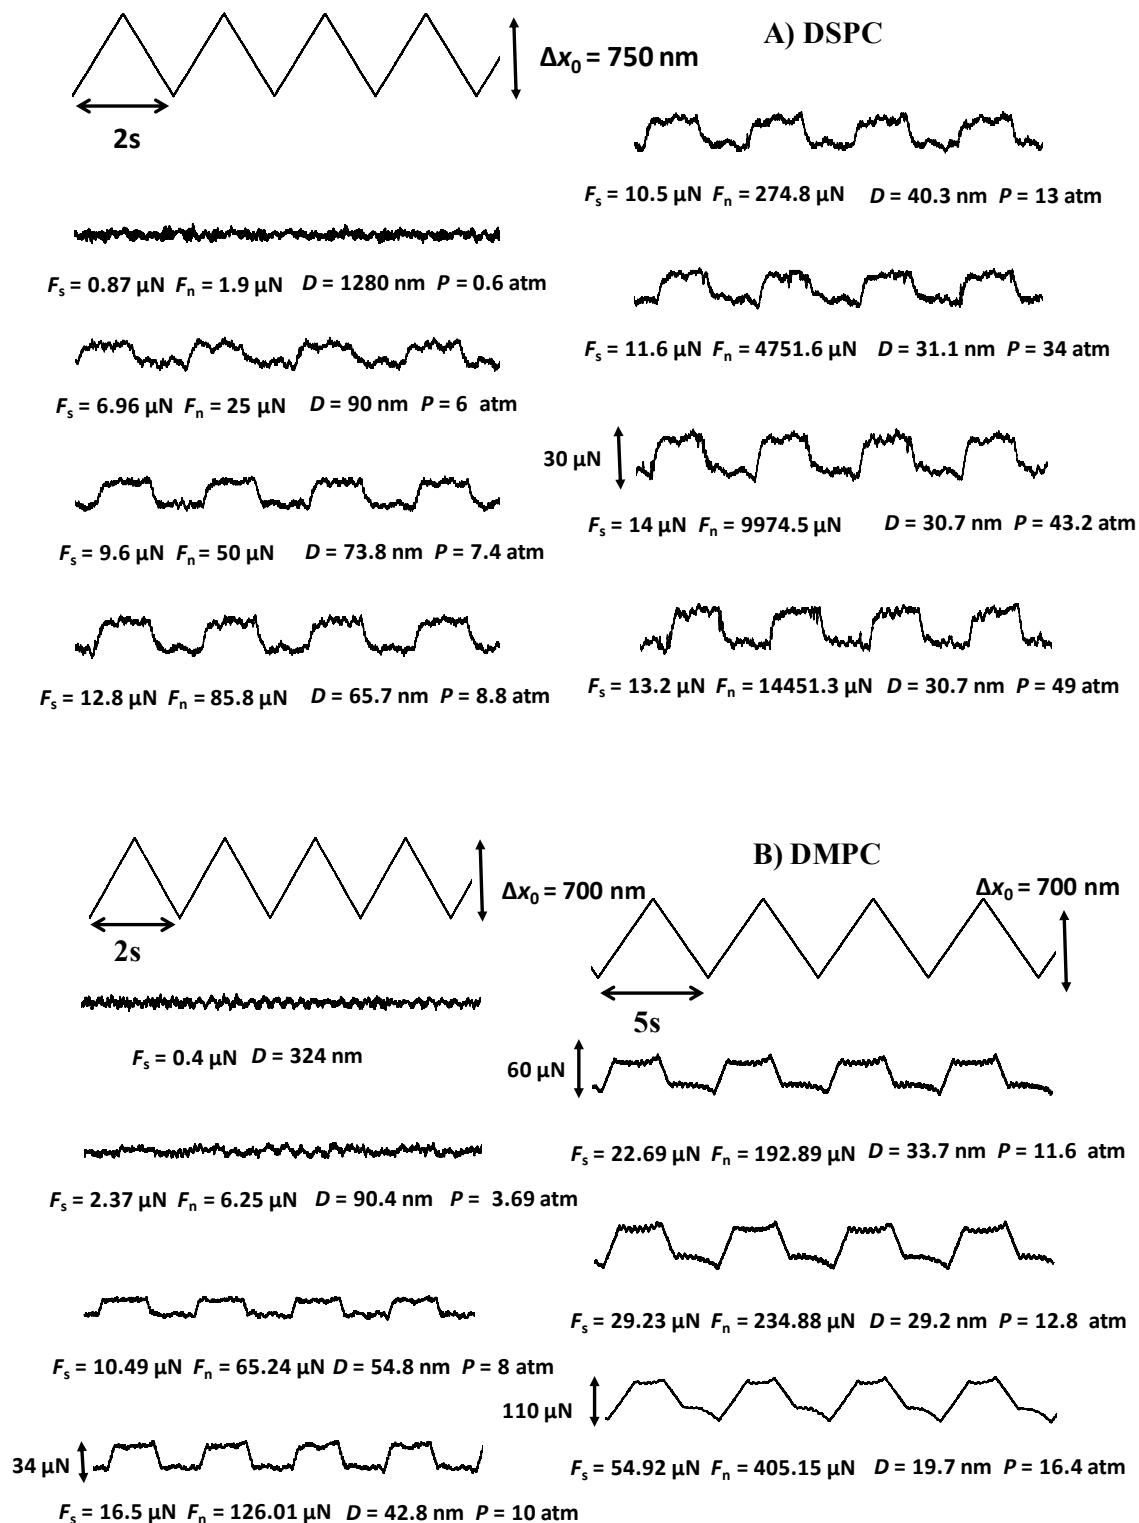 A) DSPC
Δx₀ = 750 nm
2s
Fₛ = 0.87 µN Fₙ = 1.9 µN D = 1280 nm P = 0.6 atm
Fₛ = 6.96 µN Fₙ = 25 µN D = 90 nm P = 6 atm
Fₛ = 9.6 µN Fₙ = 50 µN D = 73.8 nm P = 7.4 atm
Fₛ = 12.8 µN Fₙ = 85.8 µN D = 65.7 nm P = 8.8 atm
Fₛ = 10.5 µN Fₙ = 274.8 µN D = 40.3 nm P = 13 atm
Fₛ = 11.6 µN Fₙ = 4751.6 µN D = 31.1 nm P = 34 atm
30 µN
Fₛ = 14 µN Fₙ = 9974.5 µN D = 30.7 nm P = 43.2 atm
Fₛ = 13.2 µN Fₙ = 14451.3 µN D = 30.7 nm P = 49 atm
B) DMPC
Δx₀ = 700 nm
2s
Fₛ = 0.4 µN D = 324 nm
Fₛ = 2.37 µN Fₙ = 6.25 µN D = 90.4 nm P = 3.69 atm
Fₛ = 10.49 µN Fₙ = 65.24 µN D = 54.8 nm P = 8 atm
34 µN
Fₛ = 16.5 µN Fₙ = 126.01 µN D = 42.8 nm P = 10 atm
Δx₀ = 700 nm
5s
60 µN
Fₛ = 22.69 µN Fₙ = 192.89 µN D = 33.7 nm P = 11.6 atm
Fₛ = 29.23 µN Fₙ = 234.88 µN D = 29.2 nm P = 12.8 atm
110 µN
Fₛ = 54.92 µN Fₙ = 405.15 µN D = 19.7 nm P = 16.4 atm